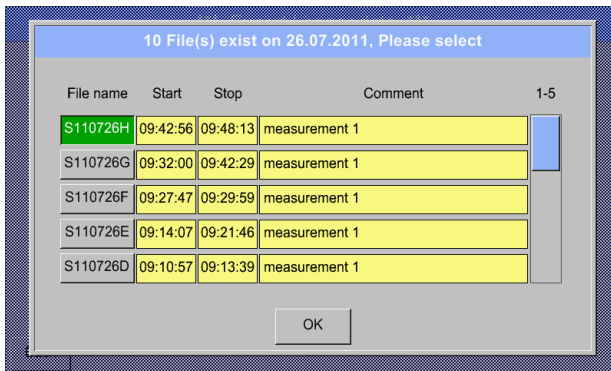 10 File(s) exist on 26.07.2011, Please select
File name Start Stop Comment 1-5
S110726H 09:42:56 09:48:13 measurement 1
S110726G 09:32:00 09:42:29 measurement 1
S110726F 09:27:47 09:29:59 measurement 1
S110726E 09:14:07 09:21:46 measurement 1
S110726D 09:10:57 09:13:39 measurement 1
OK